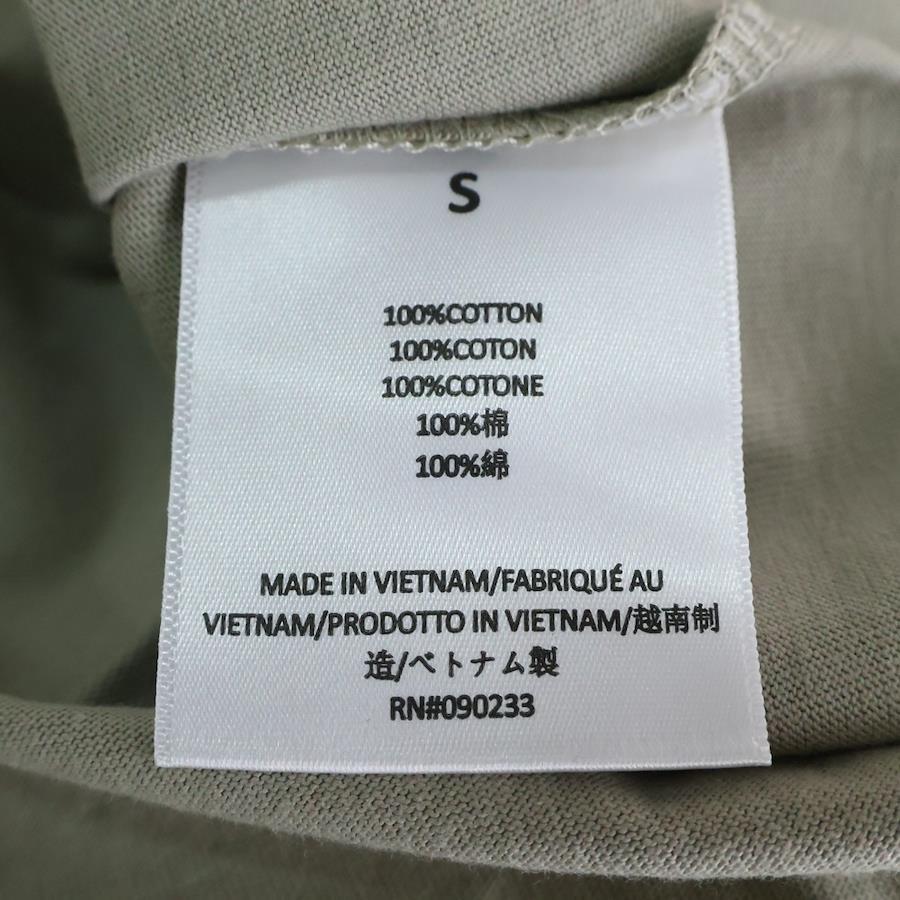 S
100%COTTON
100%COTON
100%COTONE
100%棉
100%綿
MADE IN VIETNAM/FABRIQUÉ AU
VIETNAM/PRODOTTO IN VIETNAM/越南制
造/ベトナム製
RN#090233